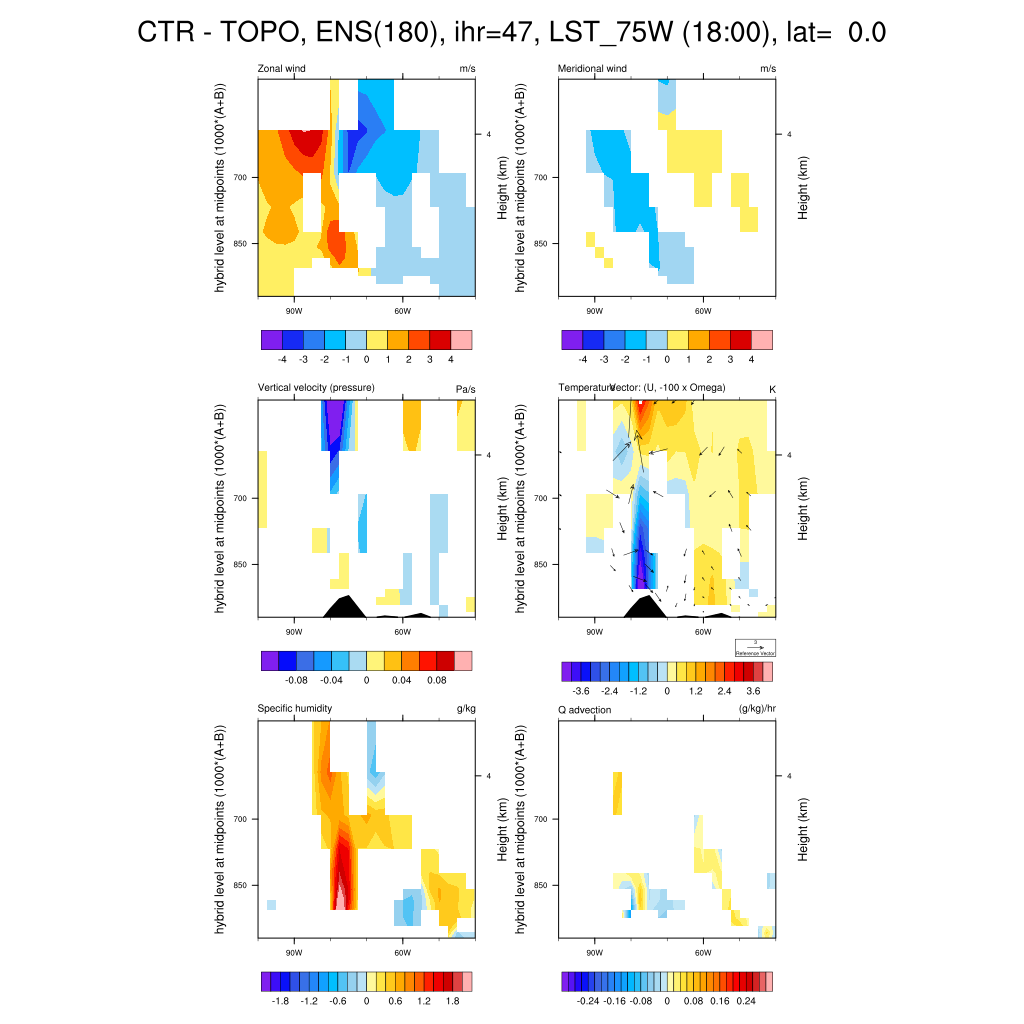 CTR - TOPO, ENS(180), ihr=47, LST_75W (18:00), lat= 0.0
Zonal wind m/s
hybrid level at midpoints (1000*(A+B))
700
850
90W 60W
4
Height (km)
-4 -3 -2 -1 0 1 2 3 4
Meridional wind m/s
hybrid level at midpoints (1000*(A+B))
700
850
90W 60W
4
Height (km)
-4 -3 -2 -1 0 1 2 3 4
Vertical velocity (pressure) Pa/s
hybrid level at midpoints (1000*(A+B))
700
850
90W 60W
4
Height (km)
-0.08 -0.04 0 0.04 0.08
Temperature Vector: (U, -100 x Omega) K
hybrid level at midpoints (1000*(A+B))
700
850
90W 60W
4
Height (km)
3
Reference Vector
-3.6 -2.4 -1.2 0 1.2 2.4 3.6
Specific humidity g/kg
hybrid level at midpoints (1000*(A+B))
700
850
90W 60W
4
Height (km)
-1.8 -1.2 -0.6 0 0.6 1.2 1.8
Q advection (g/kg)/hr
hybrid level at midpoints (1000*(A+B))
700
850
90W 60W
4
Height (km)
-0.24 -0.16 -0.08 0 0.08 0.16 0.24